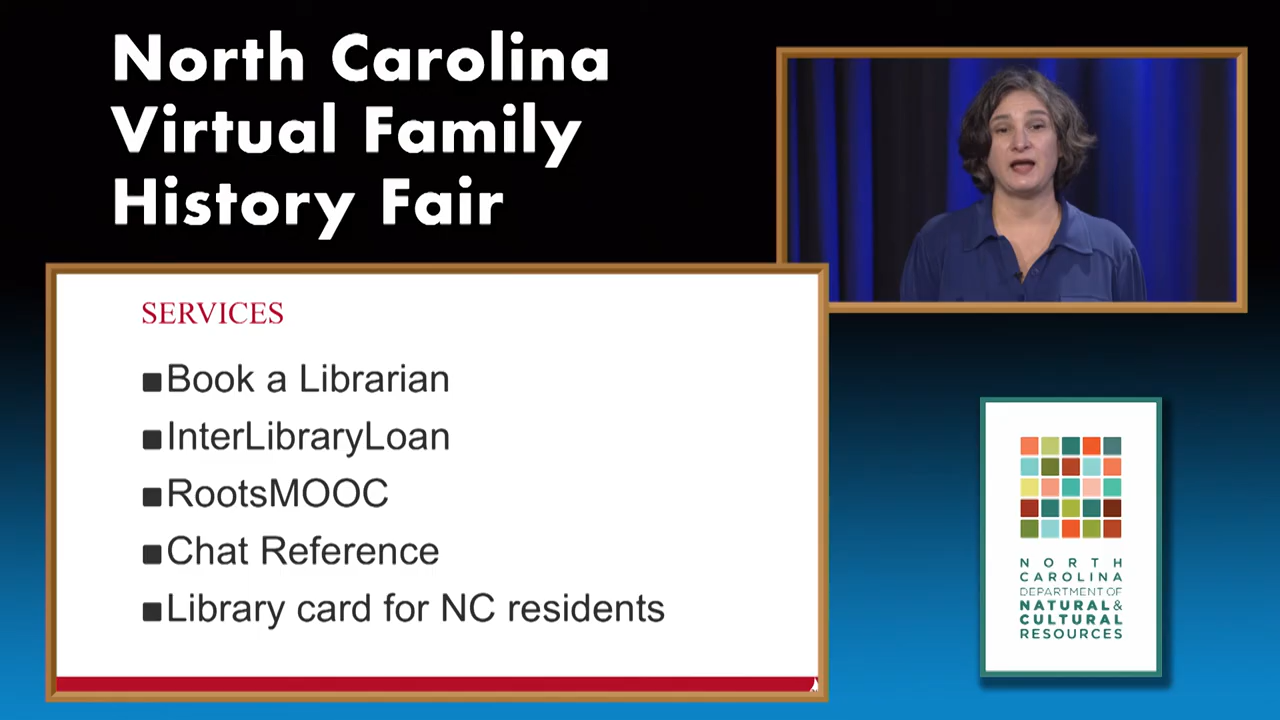 North Carolina
Virtual Family
History Fair
SERVICES
Book a Librarian
InterLibraryLoan
RootsMOOC
Chat Reference
Library card for NC residents
NORTH
CAROLINA
DEPARTMENT OF
NATURAL &
CULTURAL
RESOURCES